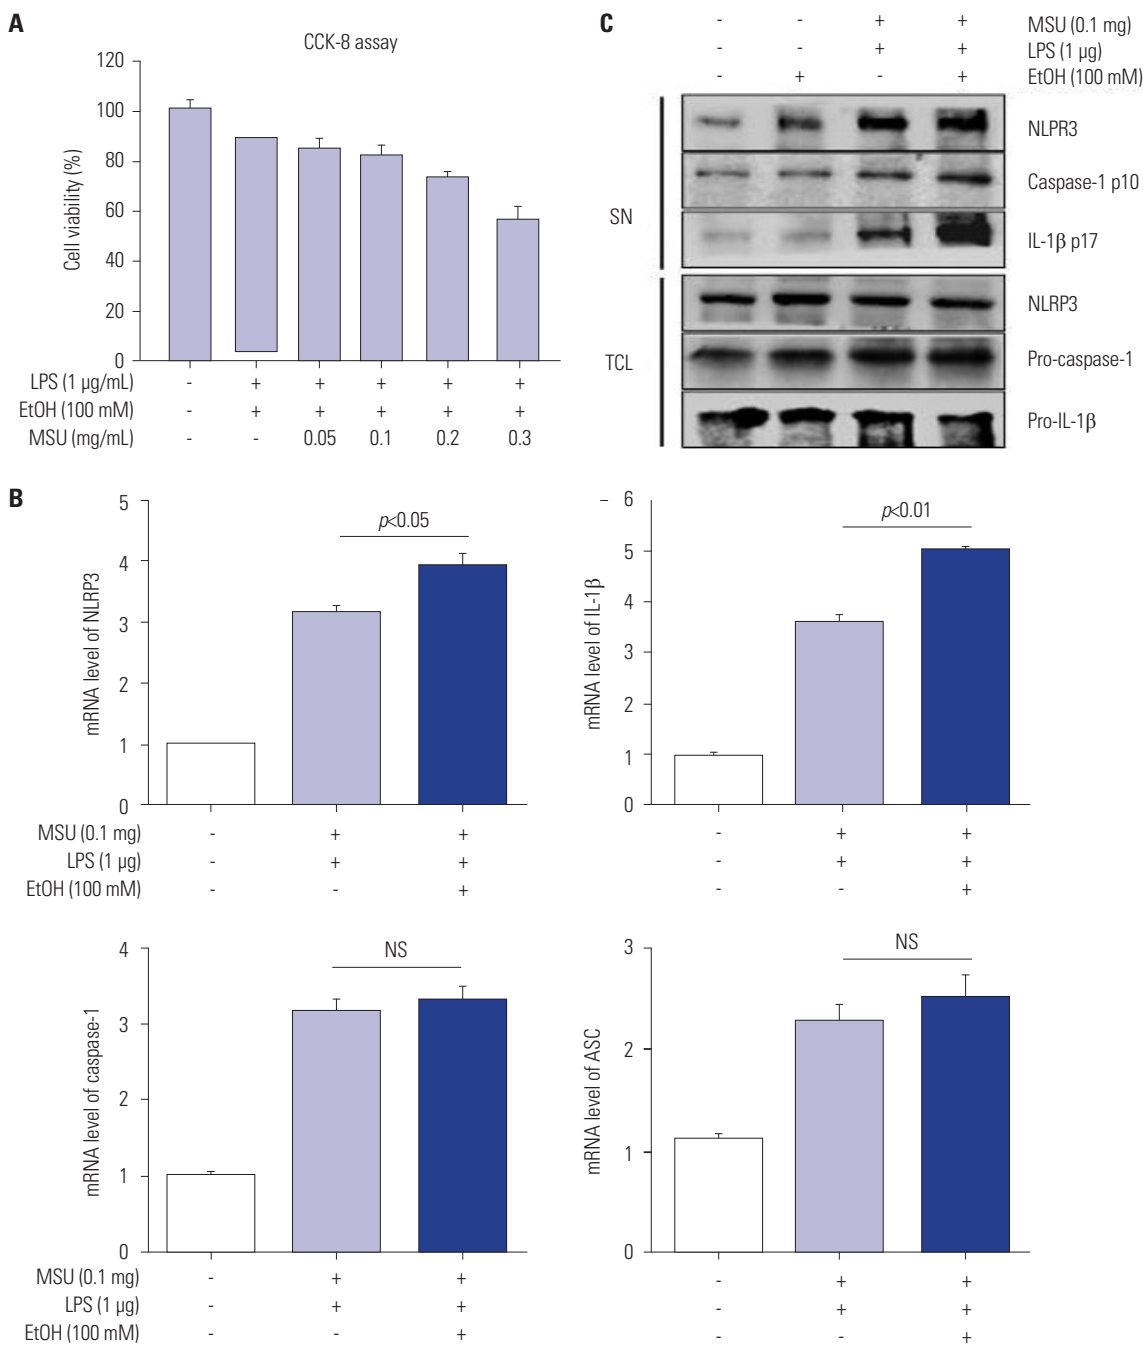 A
CCK-8 assay
Cell viability (%)
120
100
80
60
40
20
0
LPS (1 μg/mL) - + + + + +
EtOH (100 mM) - + + + + +
MSU (mg/mL) - - 0.05 0.1 0.2 0.3
C
- - + + MSU (0.1 mg)
- - + + LPS (1 μg)
- + - + EtOH (100 mM)
SN
NLPR3
Caspase-1 p10
IL-1β p17
TCL
NLRP3
Pro-caspase-1
Pro-IL-1β
B
mRNA level of NLRP3
5
4
3
2
1
0
p<0.05
MSU (0.1 mg) - + +
LPS (1 μg) - + +
EtOH (100 mM) - - +
mRNA level of IL-1β
6
5
4
3
2
1
0
p<0.01
- + +
- + +
- - +
mRNA level of caspase-1
4
3
2
1
0
NS
MSU (0.1 mg) - + +
LPS (1 μg) - + +
EtOH (100 mM) - - +
mRNA level of ASC
3
2
1
0
NS
- + +
- + +
- - +